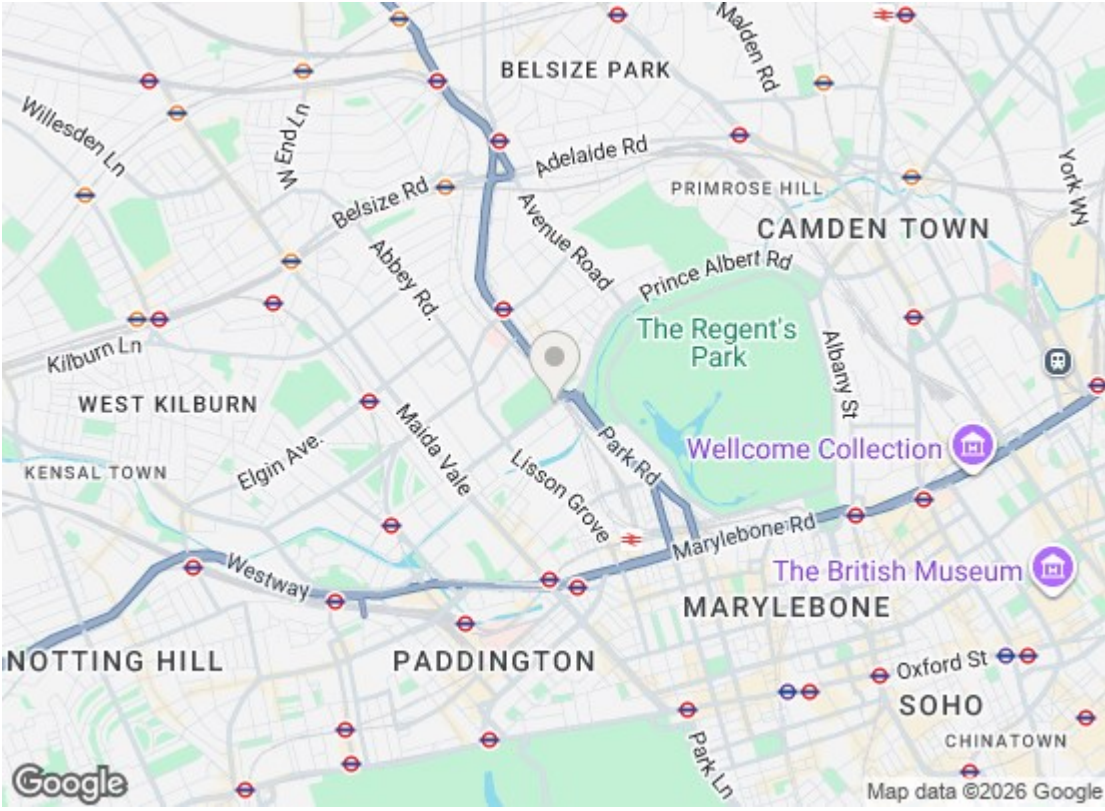 Malden Rd
BELSIZE PARK
Willesden Ln
W End Ln
Adelaide Rd
York Wy
Belsize Rd
PRIMROSE HILL
Avenue Road
CAMDEN TOWN
Abbey Rd.
Prince Albert Rd
The Regent's
Park
Albany St
Kilburn Ln
WEST KILBURN
Maida Vale
Park Rd
Wellcome Collection
Elgin Ave.
KENSAL TOWN
Lisson Grove
Marylebone Rd
Westway
The British Museum
MARYLEBONE
NOTTING HILL
PADDINGTON
Oxford St
SOHO
CHINATOWN
Park Ln
Google
Map data ©2026 Google